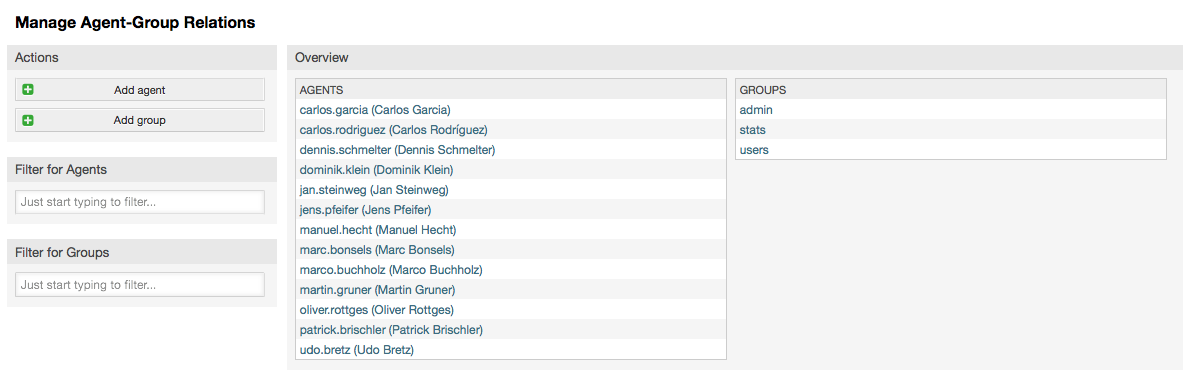 Manage Agent-Group Relations
Actions
Add agent
Add group
Filter for Agents
Just start typing to filter...
Filter for Groups
Just start typing to filter...
Overview
AGENTS
carlos.garcia (Carlos Garcia)
carlos.rodriguez (Carlos Rodríguez)
dennis.schmelter (Dennis Schmelter)
dominik.klein (Dominik Klein)
jan.steinweg (Jan Steinweg)
jens.pfeifer (Jens Pfeifer)
manuel.hecht (Manuel Hecht)
marc.bonsels (Marc Bonsels)
marco.buchholz (Marco Buchholz)
martin.gruner (Martin Gruner)
oliver.rottges (Oliver Rottges)
patrick.brischler (Patrick Brischler)
udo.bretz (Udo Bretz)
GROUPS
admin
stats
users